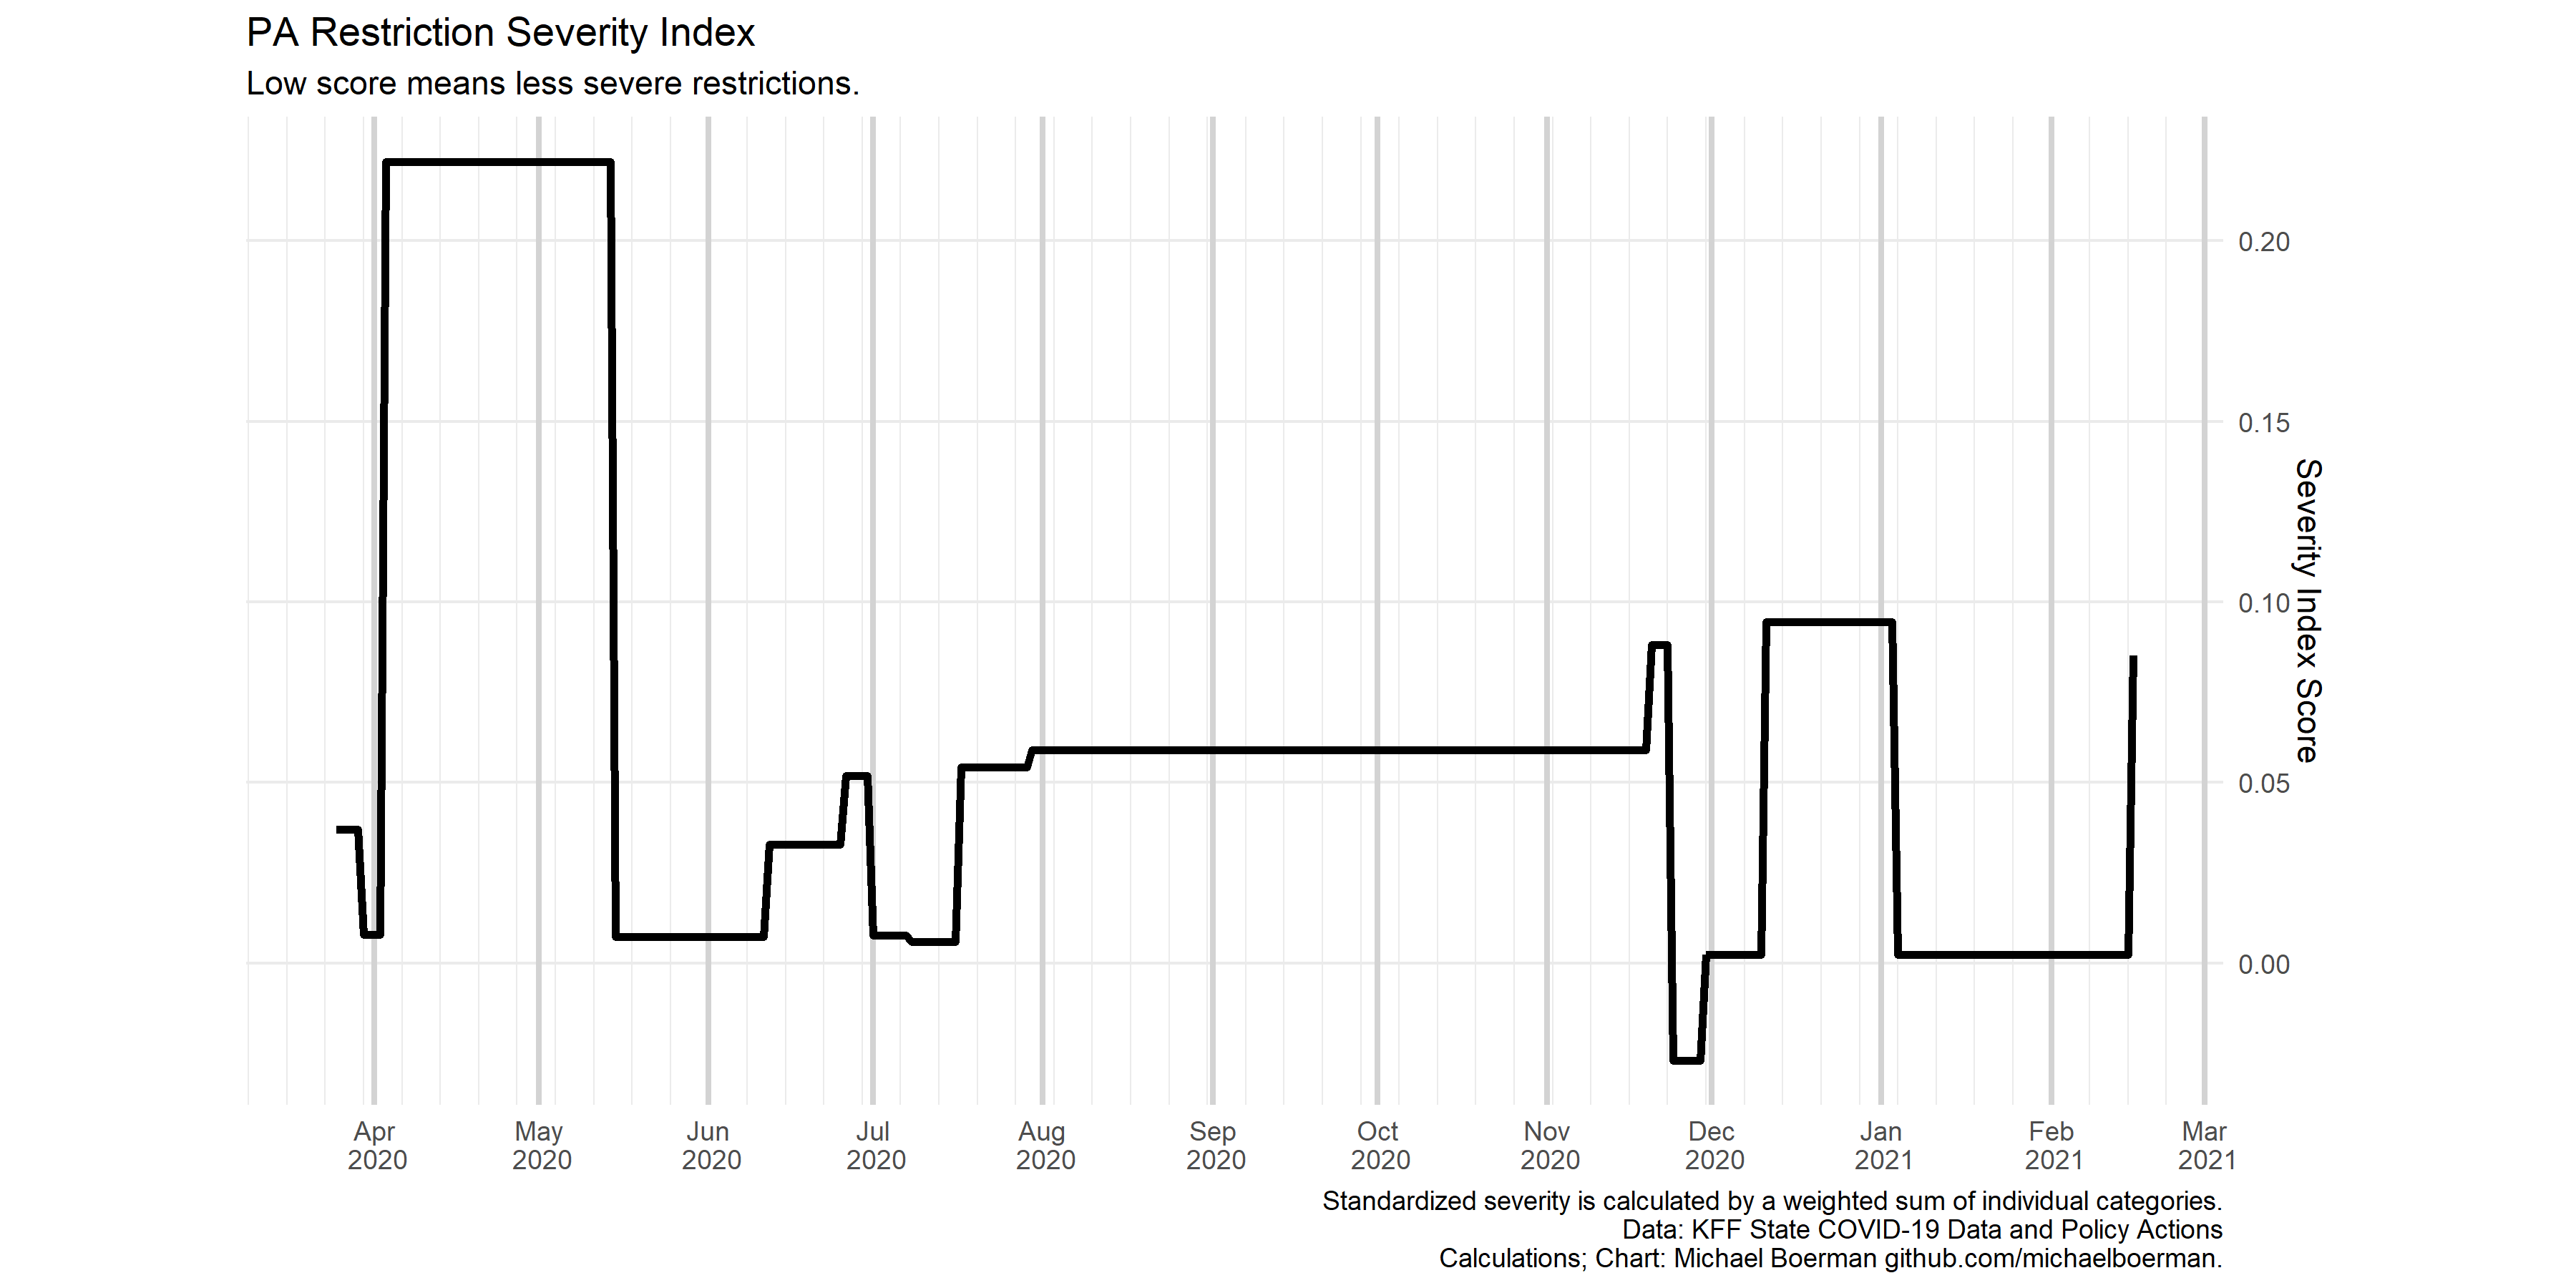 PA Restriction Severity Index
Low score means less severe restrictions.
0.20
0.15
0.10
0.05
0.00
Severity Index Score
Apr May Jun Jul Aug Sep Oct Nov Dec Jan Feb Mar
2020 2020 2020 2020 2020 2020 2020 2020 2020 2021 2021 2021
Standardized severity is calculated by a weighted sum of individual categories.
Data: KFF State COVID-19 Data and Policy Actions
Calculations; Chart: Michael Boerman github.com/michaelboerman.